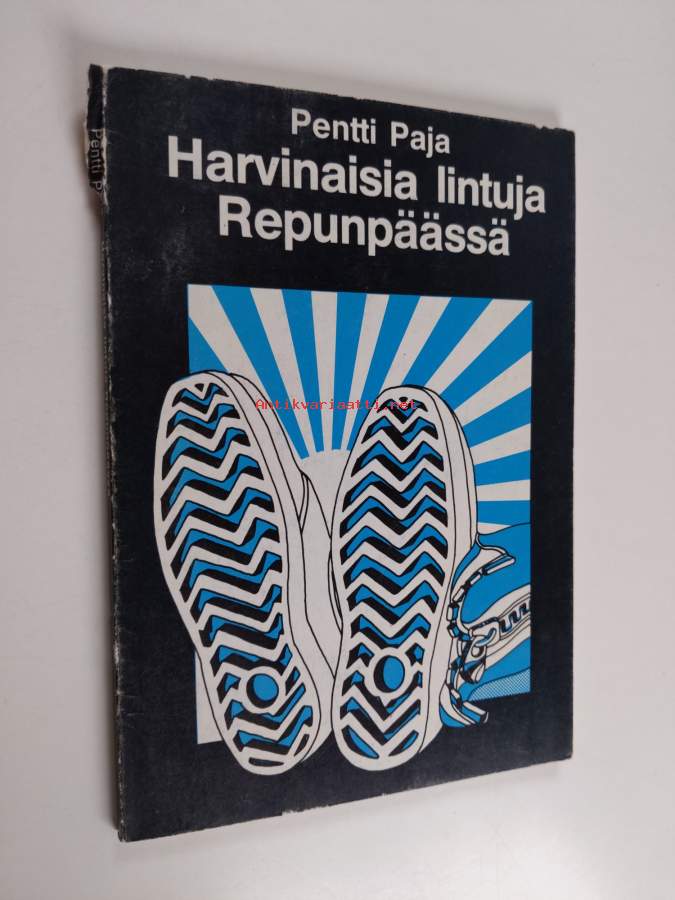 Pentti Paja
Harvinaisia lintuja
Repunpäässä
Antikvariaatti.net
Pentti P